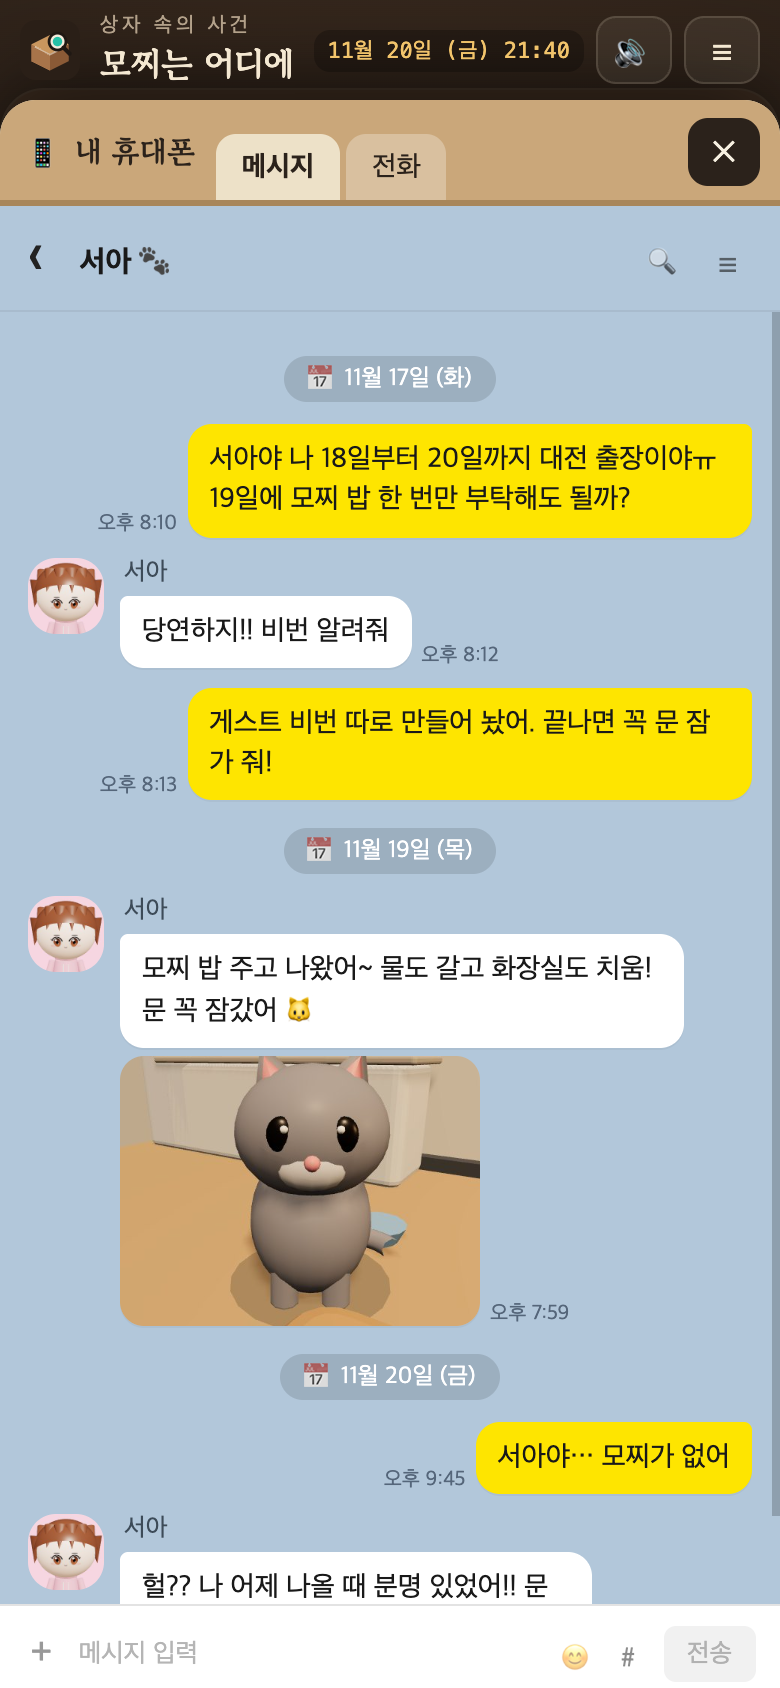 상자 속의 사건
모찌는 어디에
11월 20일 (금) 21:40
내 휴대폰
메시지
전화
서아
11월 17일 (화)
서아야 나 18일부터 20일까지 대전 출장이야ㅠ
19일에 모찌 밥 한 번만 부탁해도 될까?
오후 8:10
서아
당연하지!! 비번 알려줘
오후 8:12
게스트 비번 따로 만들어 놨어. 끝나면 꼭 문 잠
가 줘!
오후 8:13
11월 19일 (목)
서아
모찌 밥 주고 나왔어~ 물도 갈고 화장실도 치움!
문 꼭 잠갔어
오후 7:59
11월 20일 (금)
서아야… 모찌가 없어
오후 9:45
서아
헐?? 나 어제 나올 때 분명 있었어!! 문
메시지 입력
#
전송